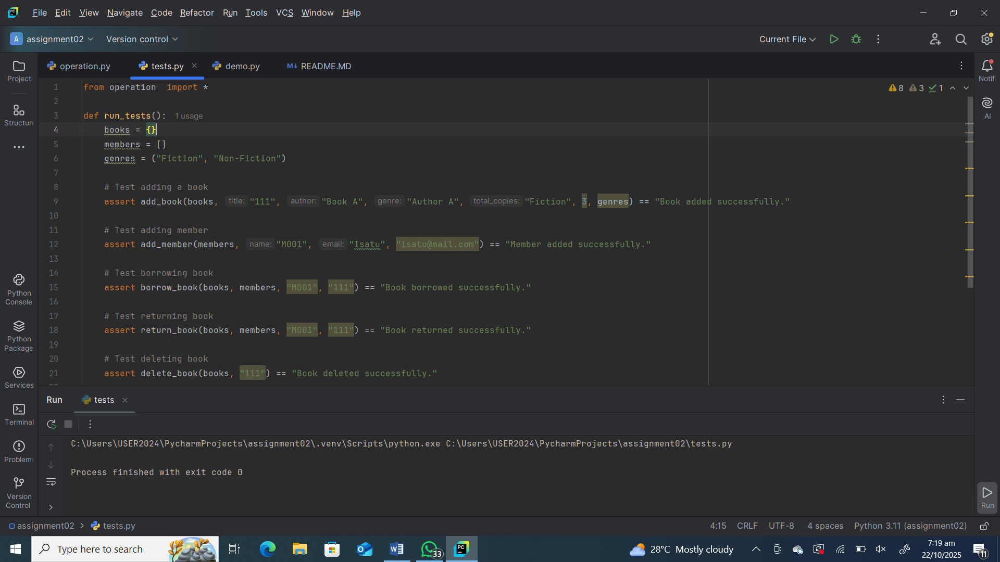 File Edit View Navigate Code Refactor Run Tools VCS Window Help
A assignment02 Version control Current File
operation.py tests.py demo.py M↓ README.MD
Project
Structure
Python Console
Python Package
Services
Terminal
Problems
Version Control
1 from operation  import *
2
3 def run_tests(): 1 usage
4     books = {}
5     members = []
6     genres = ("Fiction", "Non-Fiction")
7
8     # Test adding a book
9     assert add_book(books, title: "111", author: "Book A", genre: "Author A", total_copies: "Fiction", 3, genres) == "Book added successfully."
10
11     # Test adding member
12     assert add_member(members, name: "M001", email: "Isatu", "isatu@mail.com") == "Member added successfully."
13
14     # Test borrowing book
15     assert borrow_book(books, members, "M001", "111") == "Book borrowed successfully."
16
17     # Test returning book
18     assert return_book(books, members, "M001", "111") == "Book returned successfully."
19
20     # Test deleting book
21     assert delete_book(books, "111") == "Book deleted successfully."
8 3 1
Notifi
AI
Run
Run tests
C:\Users\USER2024\PycharmProjects\assignment02\.venv\Scripts\python.exe C:\Users\USER2024\PycharmProjects\assignment02\tests.py
Process finished with exit code 0
assignment02 > tests.py 4:15 CRLF UTF-8 4 spaces Python 3.11 (assignment02)
Type here to search 33 PC 28°C Mostly cloudy 7:19 am
22/10/2025 11